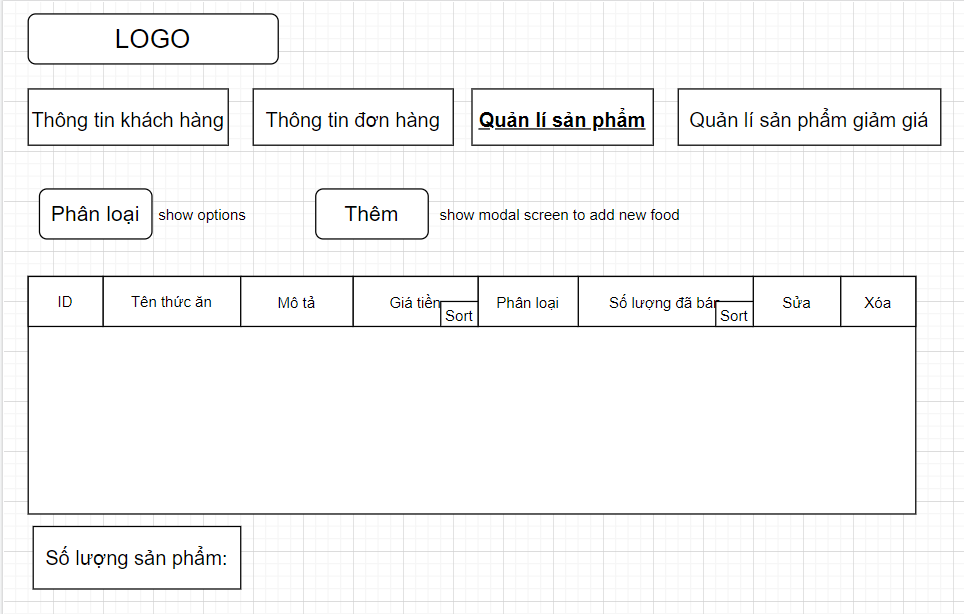 LOGO
Thông tin khách hàng Thông tin đơn hàng Quản lí sản phẩm Quản lí sản phẩm giảm giá
Phân loại show options Thêm show modal screen to add new food
ID Tên thức ăn Mô tả Giá tiền Sort Phân loại Số lượng đã bán Sort Sửa Xóa
Số lượng sản phẩm: